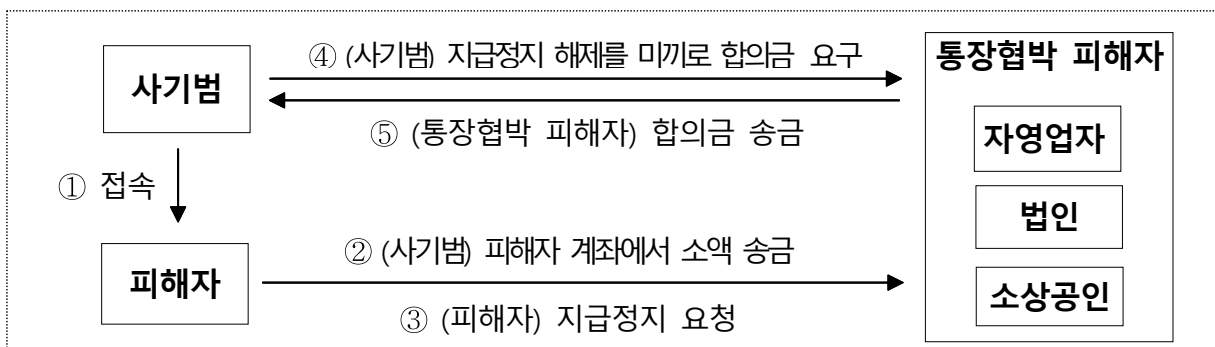 ④ (사기범) 지급정지 해제를 미끼로 합의금 요구
통장협박 피해자
사기범
⑤ (통장협박 피해자) 합의금 송금
자영업자
① 접속
법인
② (사기범) 피해자 계좌에서 소액 송금
피해자
소상공인
③ (피해자) 지급정지 요청